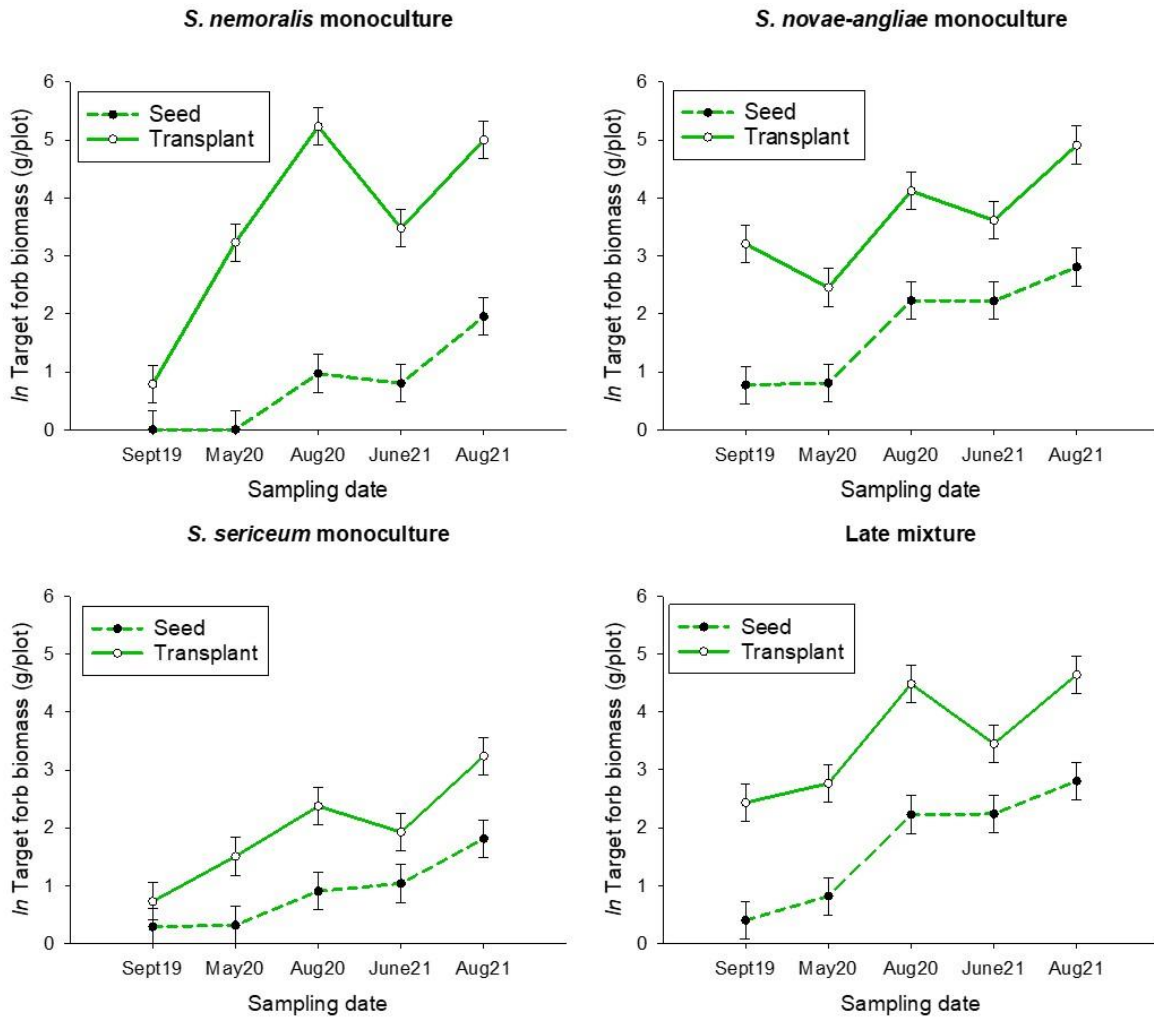 S. nemoralis monoculture
ln Target forb biomass (g/plot)
6
5
4
3
2
1
0
Seed
Transplant
Sept19 May20 Aug20 June21 Aug21
Sampling date
S. novae-angliae monoculture
ln Target forb biomass (g/plot)
6
5
4
3
2
1
0
Seed
Transplant
Sept19 May20 Aug20 June21 Aug21
Sampling date
S. sericeum monoculture
ln Target forb biomass (g/plot)
6
5
4
3
2
1
0
Seed
Transplant
Sept19 May20 Aug20 June21 Aug21
Sampling date
Late mixture
ln Target forb biomass (g/plot)
6
5
4
3
2
1
0
Seed
Transplant
Sept19 May20 Aug20 June21 Aug21
Sampling date